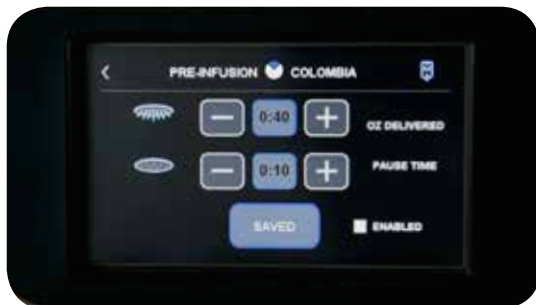 PRE-INFUSION COLOMBIA
0:40 OZ DELIVERED
0:10 PAUSE TIME
SAVED ENABLED